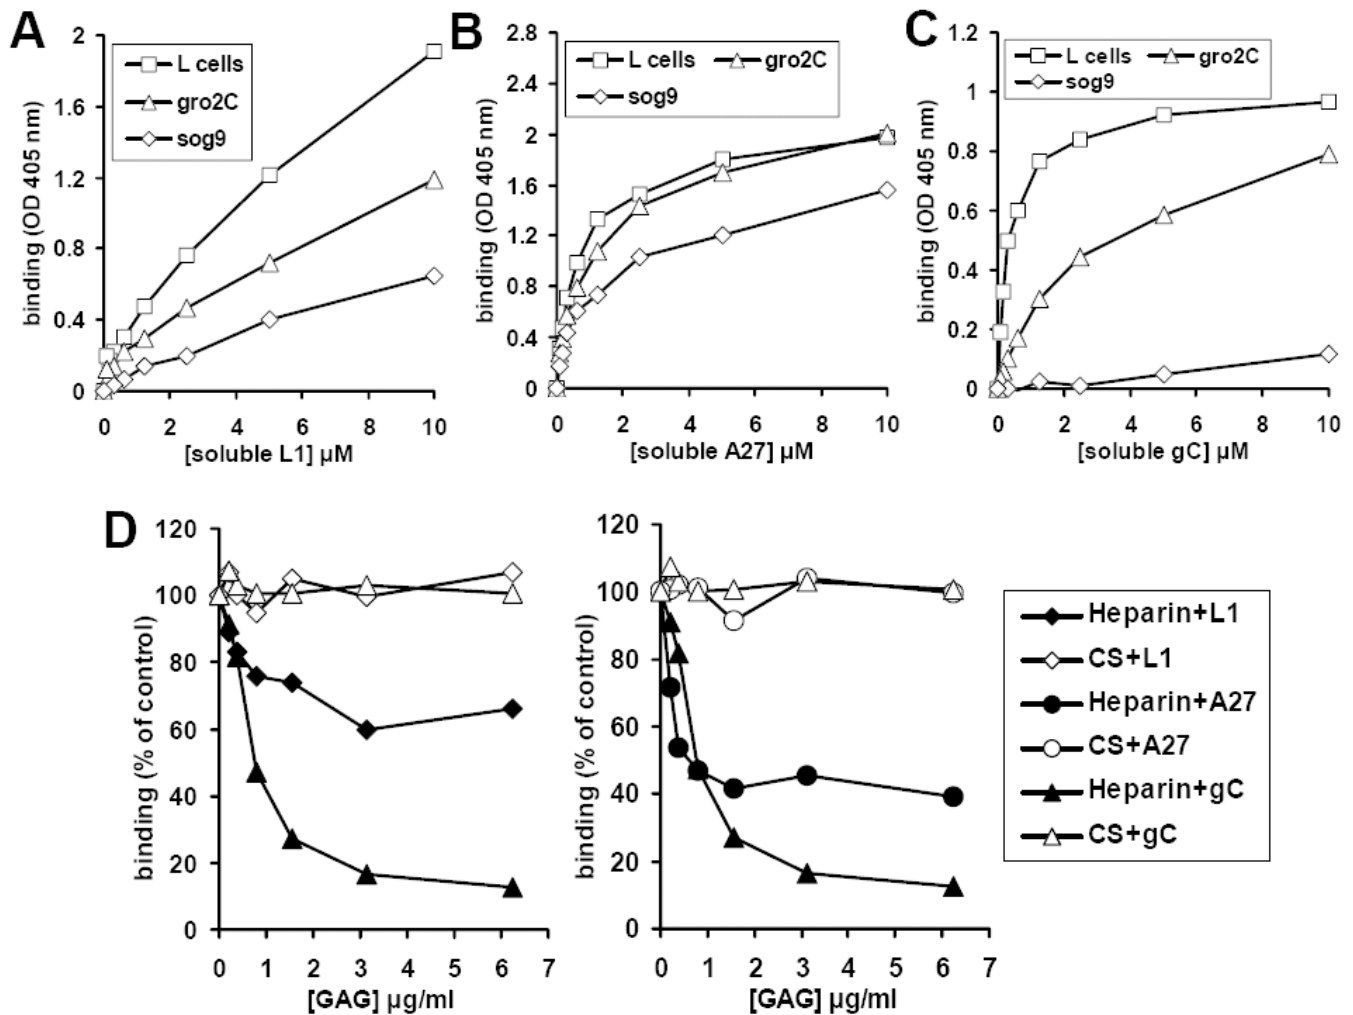 A
binding (OD 405 nm)
2
1.6
1.2
0.8
0.4
0
L cells
gro2C
sog9
0 2 4 6 8 10
[soluble L1] μM
B
binding (OD 405 nm)
2.8
2.4
2
1.6
1.2
0.8
0.4
0
L cells gro2C
sog9
0 2 4 6 8 10
[soluble A27] μM
C
binding (OD 405 nm)
1.2
1
0.8
0.6
0.4
0.2
0
L cells gro2C
sog9
0 2 4 6 8 10
[soluble gC] μM
D
binding (% of control)
120
100
80
60
40
20
0
0 1 2 3 4 5 6 7
[GAG] μg/ml
binding (% of control)
120
100
80
60
40
20
0
0 1 2 3 4 5 6 7
[GAG] μg/ml
Heparin+L1
CS+L1
Heparin+A27
CS+A27
Heparin+gC
CS+gC